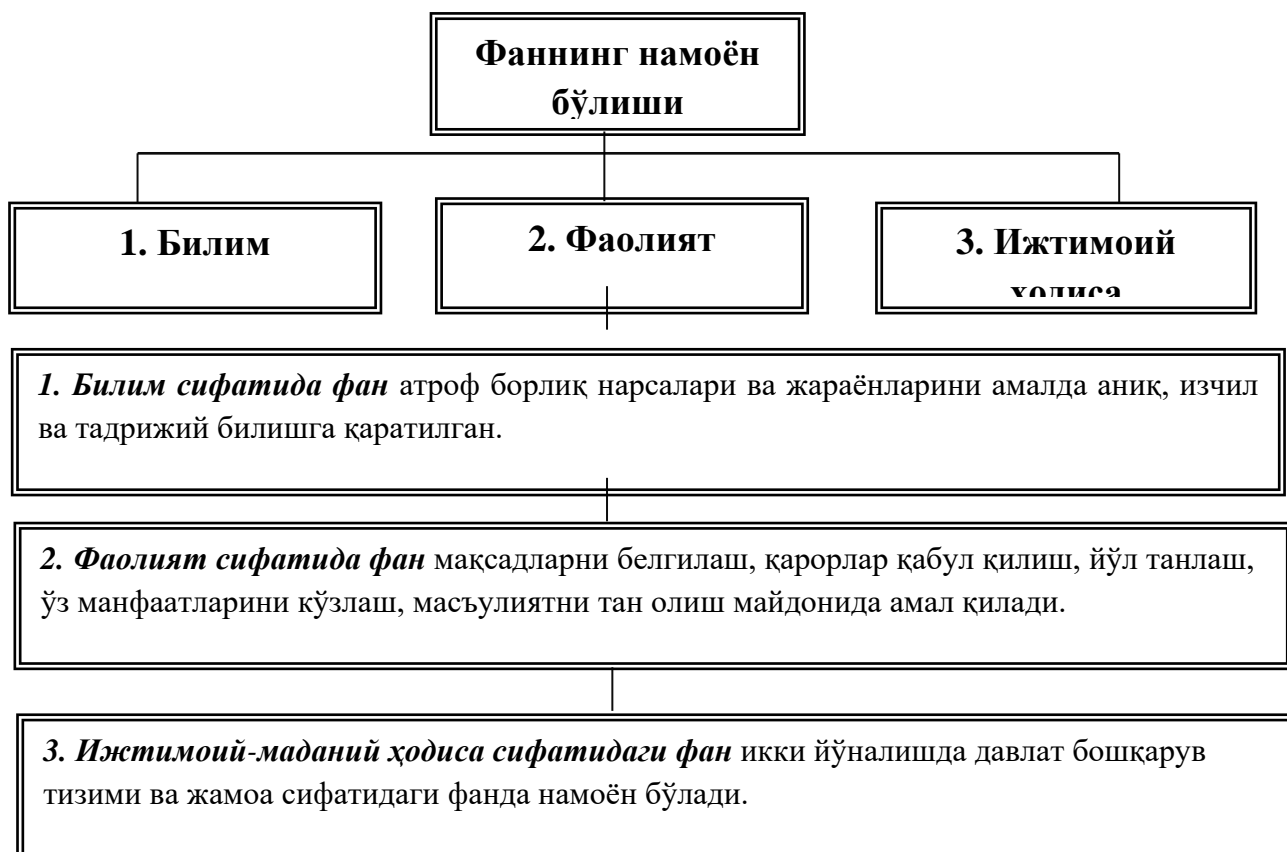 Фаннинг намоён
бўлиши
1. Билим
2. Фаолият
3. Ижтимоий
ҳодиса
1. Билим сифатида фан атроф борлиқ нарсалари ва жараёнларини амалда аниқ, изчил
ва тадрижий билишга қаратилган.
2. Фаолият сифатида фан мақсадларни белгилаш, қарорлар қабул қилиш, йўл танлаш,
ўз манфаатларини кўзлаш, масъулиятни тан олиш майдонида амал қилади.
3. Ижтимоий-маданий ҳодиса сифатидаги фан икки йўналишда давлат бошқарув
тизими ва жамоа сифатидаги фанда намоён бўлади.